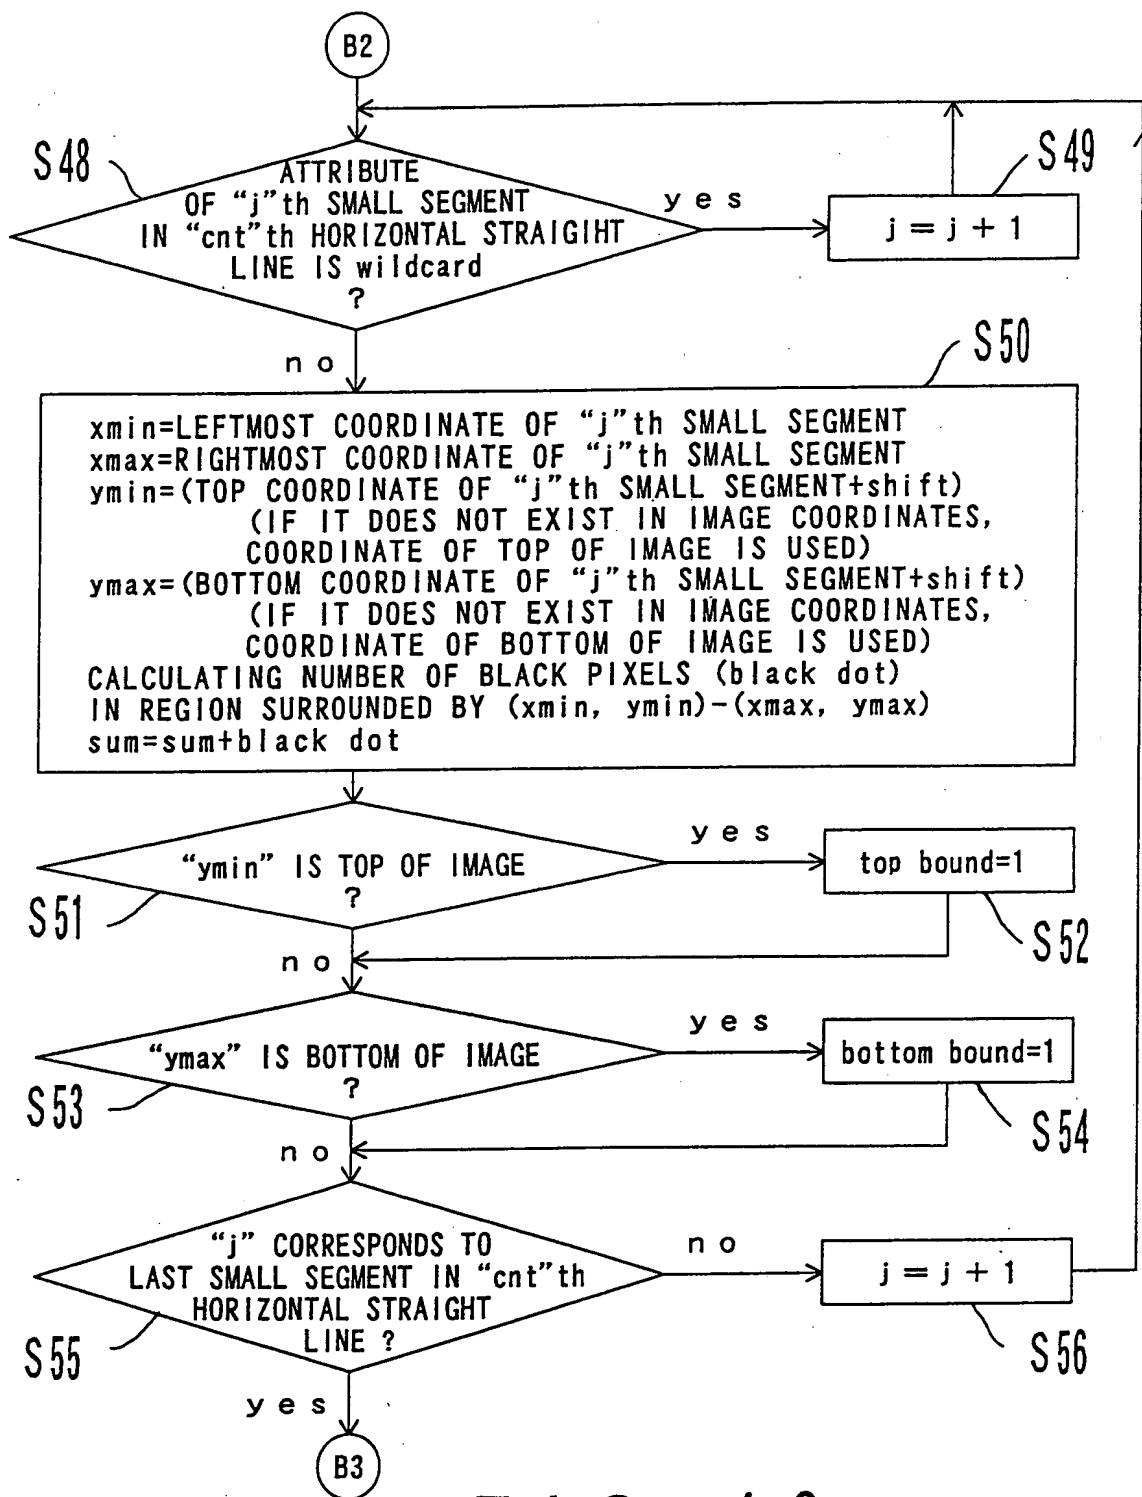 B2
S48
ATTRIBUTE
OF “j”th SMALL SEGMENT
IN “cnt”th HORIZONTAL STRAIGIHT
LINE IS wildcard
?
yes
S49
j = j + 1
no
S50
xmin=LEFTMOST COORDINATE OF “j”th SMALL SEGMENT
xmax=RIGHTMOST COORDINATE OF “j”th SMALL SEGMENT
ymin=(TOP COORDINATE OF “j”th SMALL SEGMENT+shift)
(IF IT DOES NOT EXIST IN IMAGE COORDINATES,
COORDINATE OF TOP OF IMAGE IS USED)
ymax=(BOTTOM COORDINATE OF “j”th SMALL SEGMENT+shift)
(IF IT DOES NOT EXIST IN IMAGE COORDINATES,
COORDINATE OF BOTTOM OF IMAGE IS USED)
CALCULATING NUMBER OF BLACK PIXELS (black dot)
IN REGION SURROUNDED BY (xmin, ymin)-(xmax, ymax)
sum=sum+black dot
“ymin” IS TOP OF IMAGE
?
yes
top bound=1
S51
S52
no
“ymax” IS BOTTOM OF IMAGE
?
yes
bottom bound=1
S53
S54
no
“j” CORRESPONDS TO
LAST SMALL SEGMENT IN “cnt”th
HORIZONTAL STRAIGHT
LINE ?
no
j = j + 1
S55
S56
yes
B3